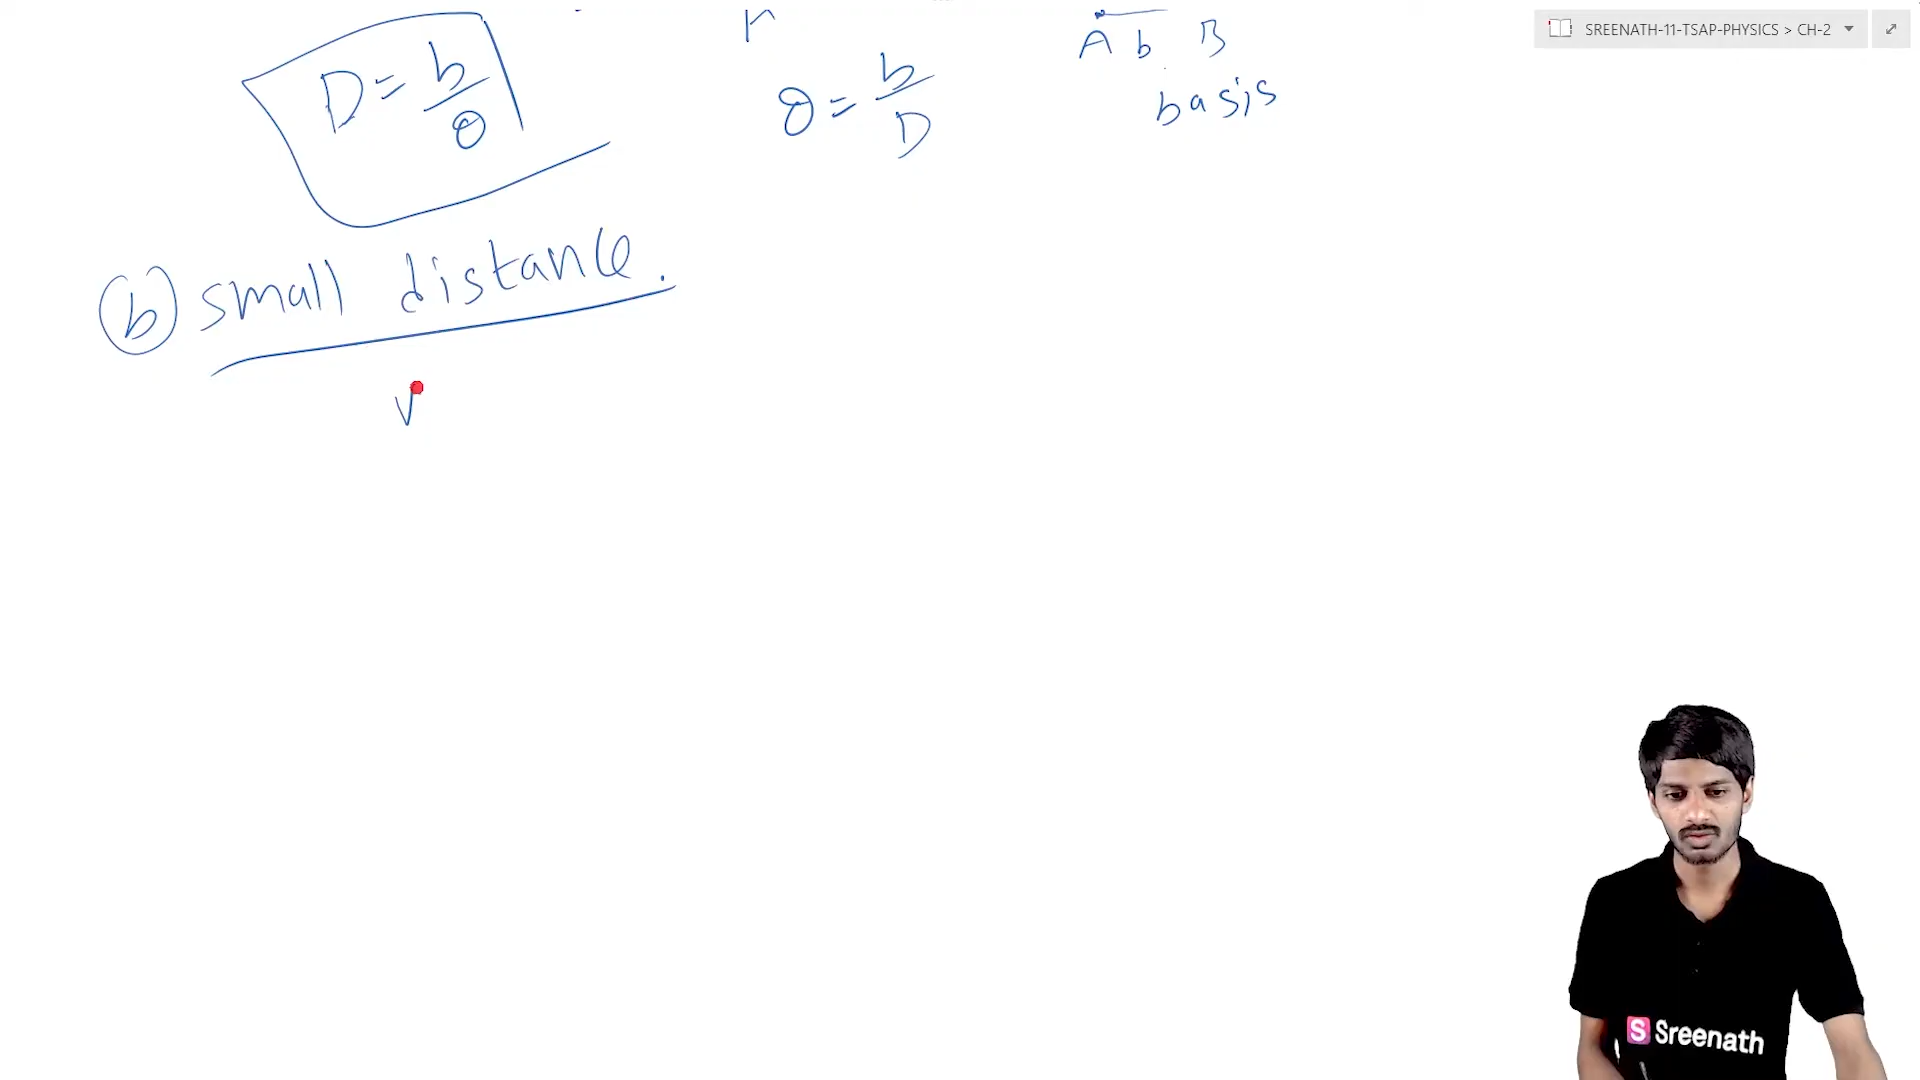 SREENATH-11-TSAP-PHYSICS > CH-2
A b B
D = b/θ
θ = b/D
basis
(b) small distance.
S Sreenath